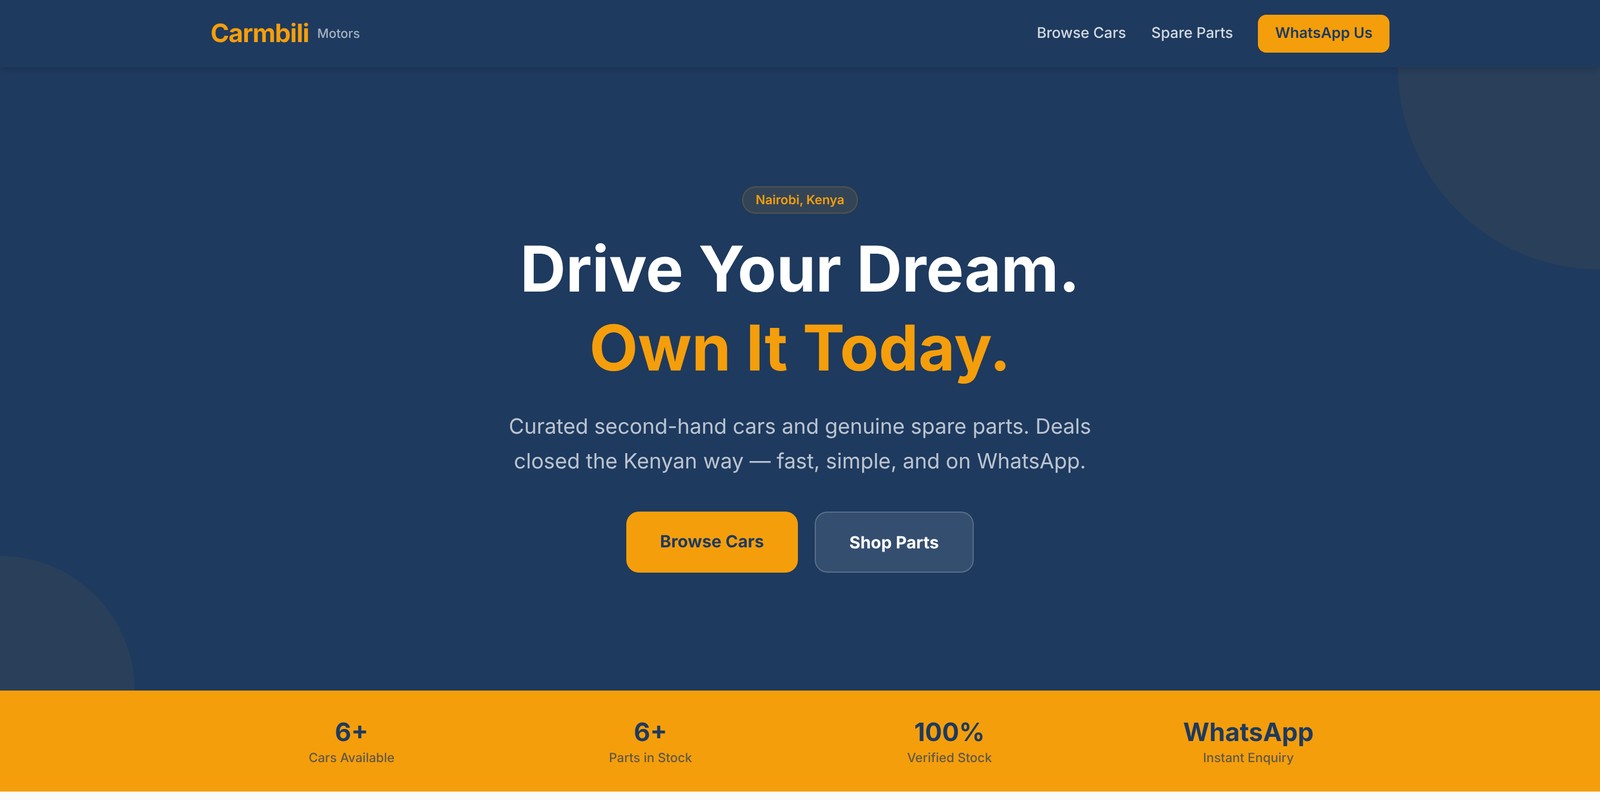 Carmbili Motors
Browse Cars
Spare Parts
WhatsApp Us
Nairobi, Kenya
Drive Your Dream.
Own It Today.
Curated second-hand cars and genuine spare parts. Deals
closed the Kenyan way — fast, simple, and on WhatsApp.
Browse Cars
Shop Parts
6+
Cars Available
6+
Parts in Stock
100%
Verified Stock
WhatsApp
Instant Enquiry